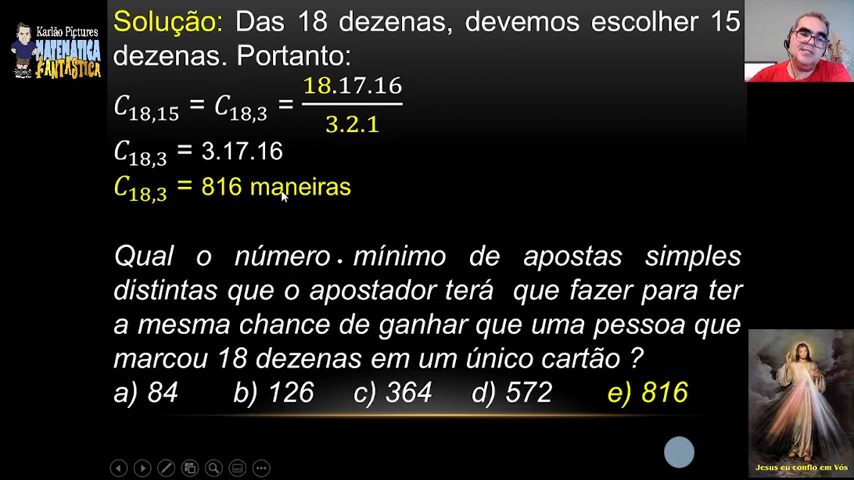 Karlão Pictures
MATEMÁTICA
FANTÁSTICA
Solução: Das 18 dezenas, devemos escolher 15
dezenas. Portanto:
C₁₈,₁₅ = C₁₈,₃ = 18.17.16 / 3.2.1
C₁₈,₃ = 3.17.16
C₁₈,₃ = 816 maneiras
Qual o número mínimo de apostas simples
distintas que o apostador terá que fazer para ter
a mesma chance de ganhar que uma pessoa que
marcou 18 dezenas em um único cartão ?
a) 84 b) 126 c) 364 d) 572 e) 816
Jesus eu confio em Vós